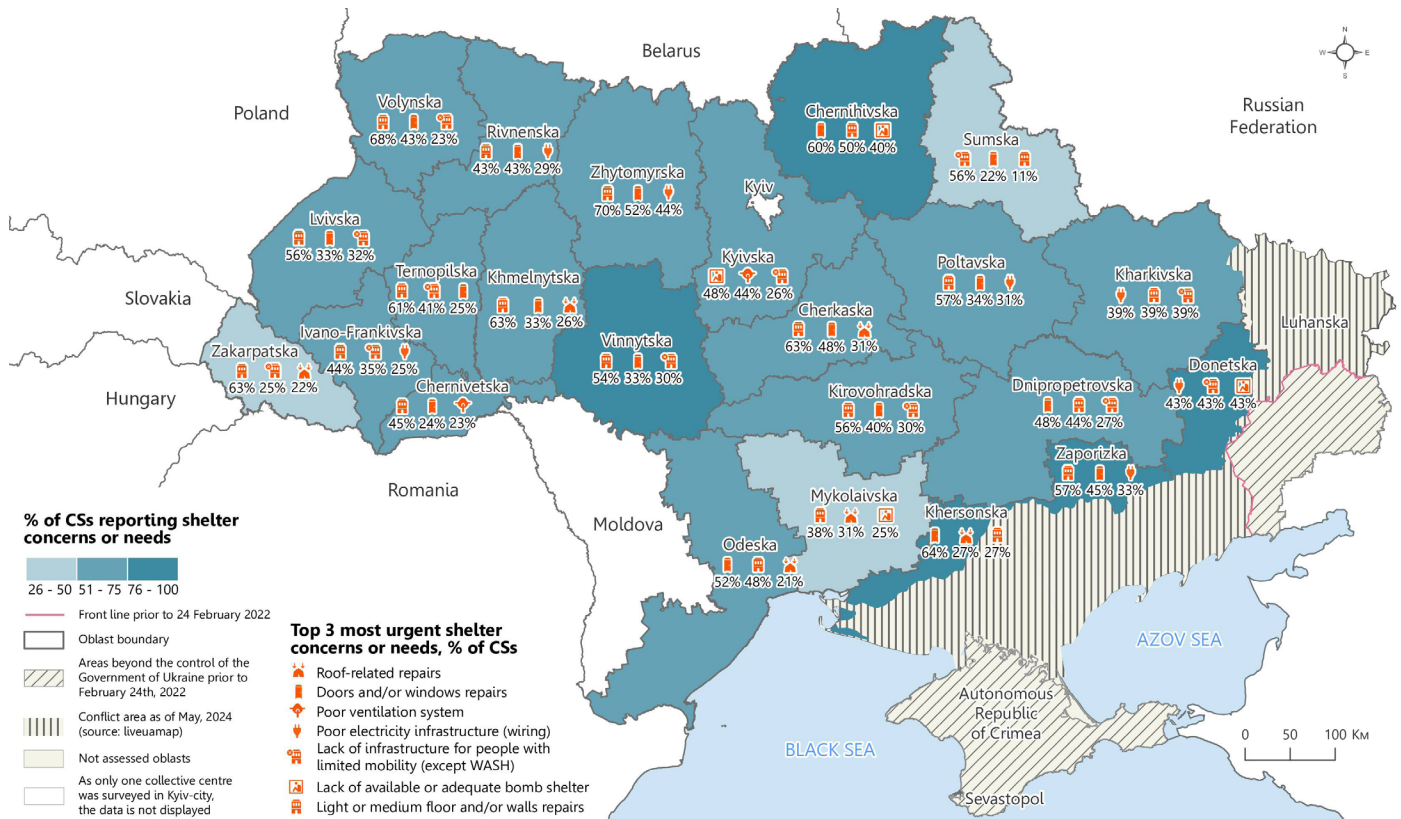 Belarus
N
W E
S
Poland
Russian
Federation
Volynska
68% 43% 23%
Rivnenska
43% 43% 29%
Chernihivska
60% 50% 40%
Sumska
56% 22% 11%
Zhytomyrska
70% 52% 44%
Kyiv
Lvivska
56% 33% 32%
Kyivska
48% 44% 26%
Poltavska
57% 34% 31%
Kharkivska
39% 39% 39%
Ternopilska
61% 41% 25%
Khmelnytska
63% 33% 26%
Slovakia
Cherkaska
63% 48% 31%
Luhanska
Ivano-Frankivska
44% 35% 25%
Zakarpatska
63% 25% 22%
Vinnytska
54% 33% 30%
Donetska
43% 43% 43%
Hungary
Chernivetska
45% 24% 23%
Kirovohradska
56% 40% 30%
Dnipropetrovska
48% 44% 27%
Zaporizka
57% 45% 33%
Romania
Moldova
Mykolaivska
38% 31% 25%
Khersonska
64% 27% 27%
Odeska
52% 48% 21%
AZOV SEA
BLACK SEA
Autonomous
Republic
of Crimea
Sevastopol
0 50 100 Км
% of CSs reporting shelter
concerns or needs
26 - 50 51 - 75 76 - 100
Front line prior to 24 February 2022
Oblast boundary
Areas beyond the control of the
Government of Ukraine prior to
February 24th, 2022
Conflict area as of May, 2024
(source: liveuamap)
Not assessed oblasts
As only one collective centre
was surveyed in Kyiv-city,
the data is not displayed
Top 3 most urgent shelter
concerns or needs, % of CSs
Roof-related repairs
Doors and/or windows repairs
Poor ventilation system
Poor electricity infrastructure (wiring)
Lack of infrastructure for people with
limited mobility (except WASH)
Lack of available or adequate bomb shelter
Light or medium floor and/or walls repairs